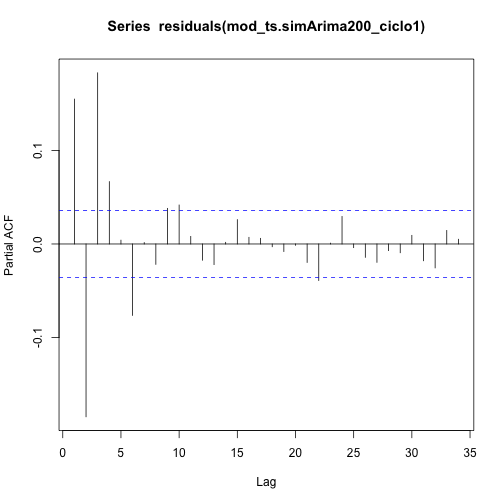 Series  residuals(mod_ts.simArima200_ciclo1)
Partial ACF
0.1
0.0
-0.1
0 5 10 15 20 25 30 35
Lag